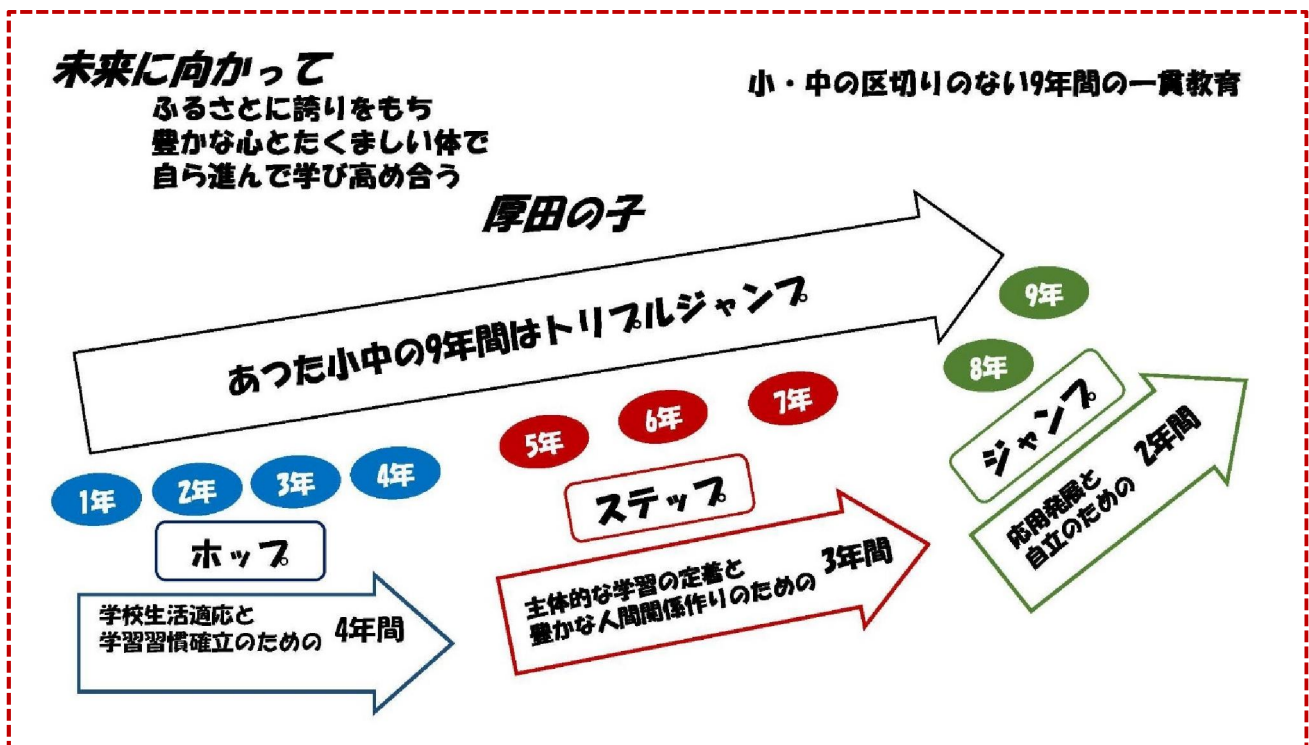 未来に向かって
ふるさとに誇りをもち
豊かな心とたくましい体で
自ら進んで学び高め合う
厚田の子
小・中の区切りのない9年間の一貫教育
あつた小中の9年間はトリプルジャンプ
1年
2年
3年
4年
ホップ
学校生活適応と
学習習慣確立のための 4年間
5年
6年
7年
ステップ
主体的な学習の定着と
豊かな人間関係作りのための 3年間
8年
9年
ジャンプ
応用発展と
自立のための 2年間